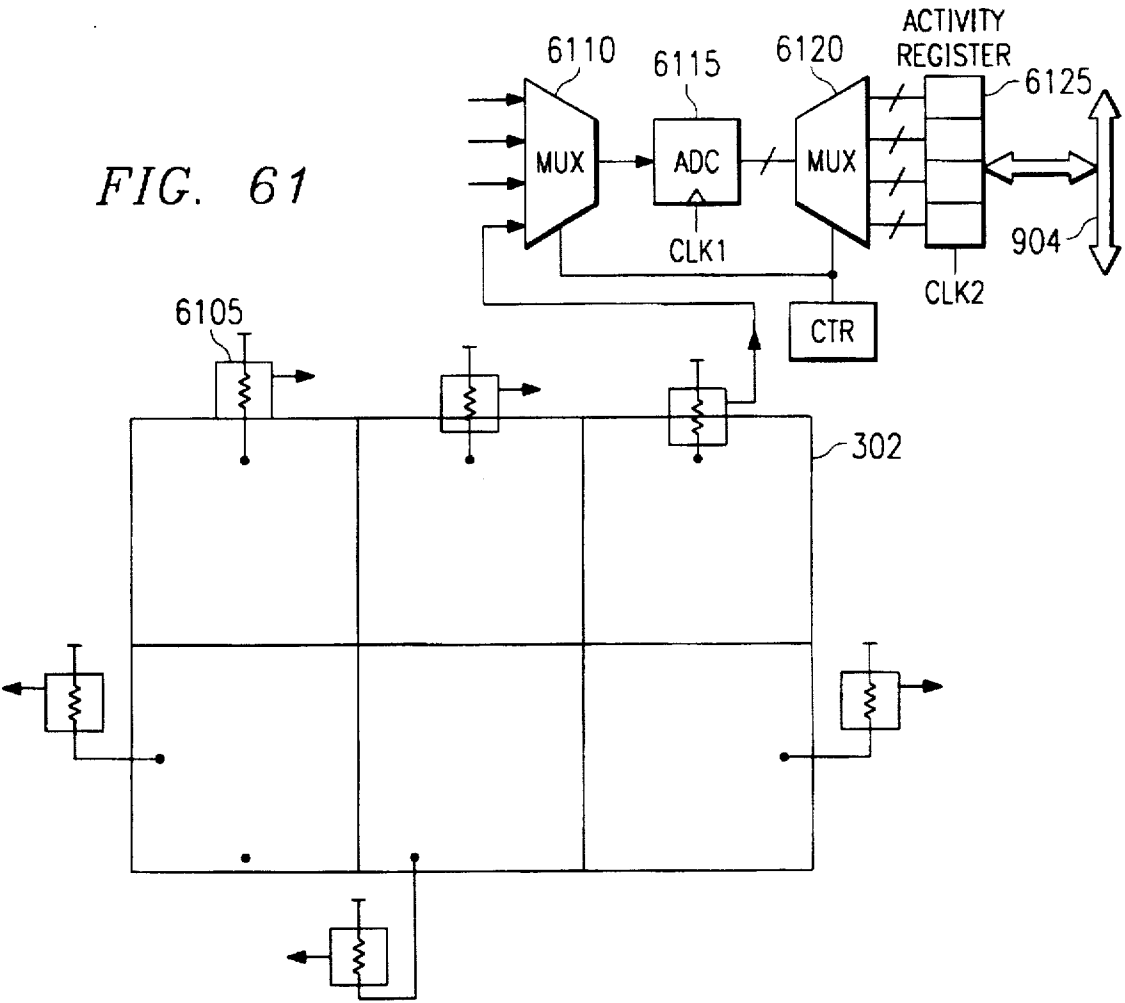 ACTIVITY
REGISTER
6110
6115
6120
6125
MUX
ADC
MUX
FIG. 61
CLK1
904
CLK2
6105
CTR
302